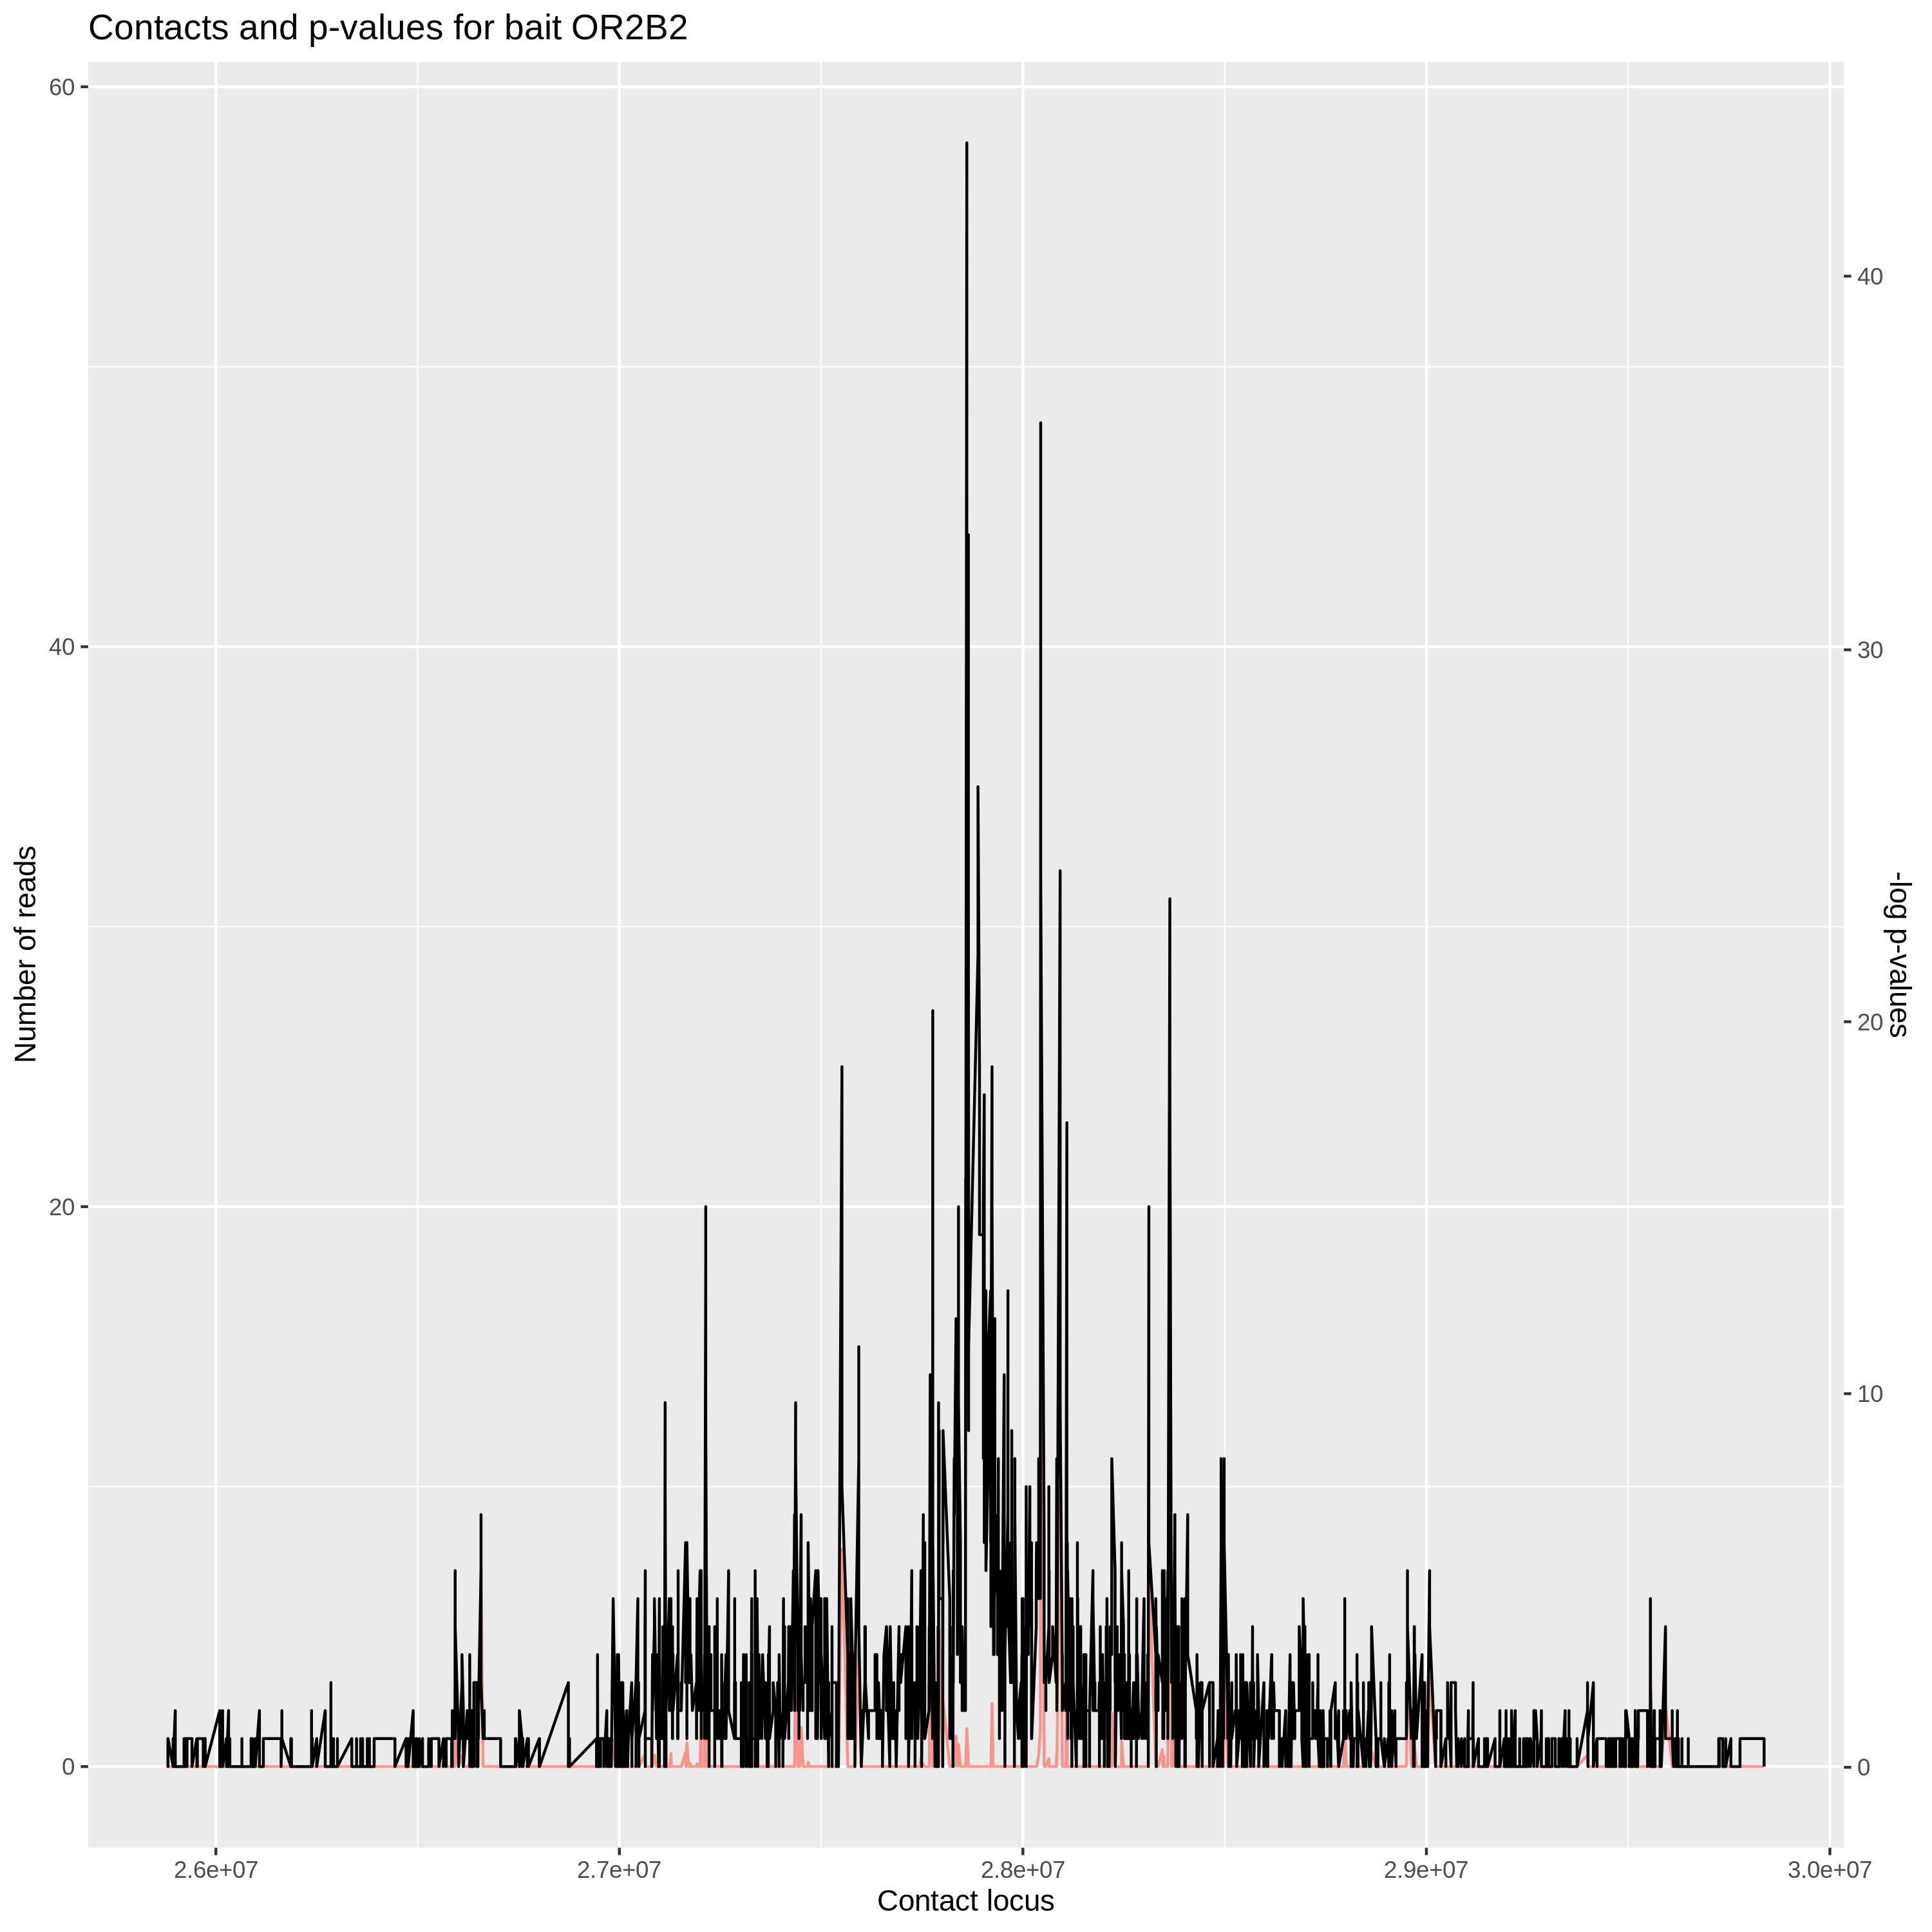 Contacts and p-values for bait OR2B2
60
40
20
0
Number of reads
40
30
20
10
0
-log p-values
2.6e+07
2.7e+07
2.8e+07
2.9e+07
3.0e+07
Contact locus